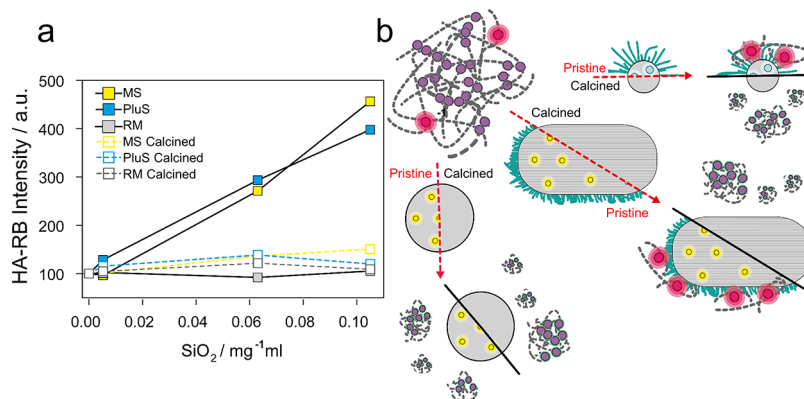 a
b
HA-RB Intensity / a.u.
500
400
300
200
100
MS
PluS
RM
MS Calcined
PluS Calcined
RM Calcined
0.00
0.02
0.04
0.06
0.08
0.10
SiO2 / mg-1ml
Pristine
Calcined
Calcined
Pristine
Pristine
Calcined